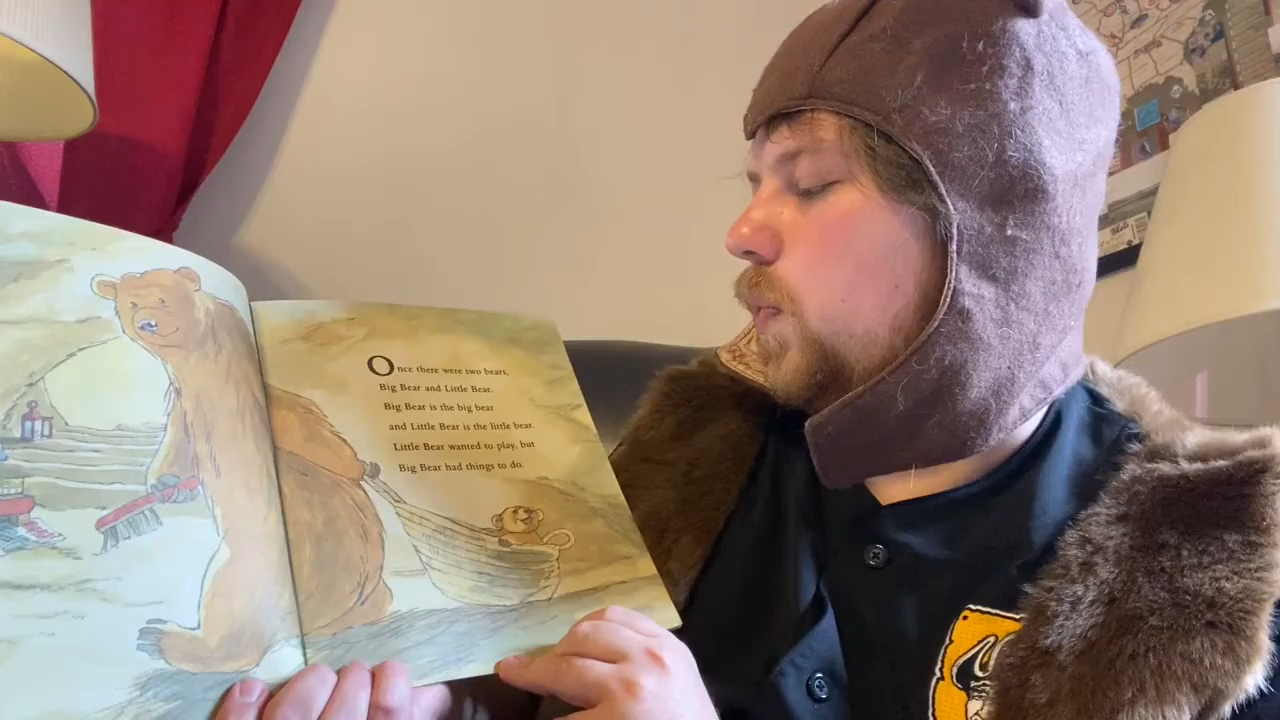 Once there were two bears,
Big Bear and Little Bear.
Big Bear is the big bear
and Little Bear is the little bear.
Little Bear wanted to play, but
Big Bear had things to do.